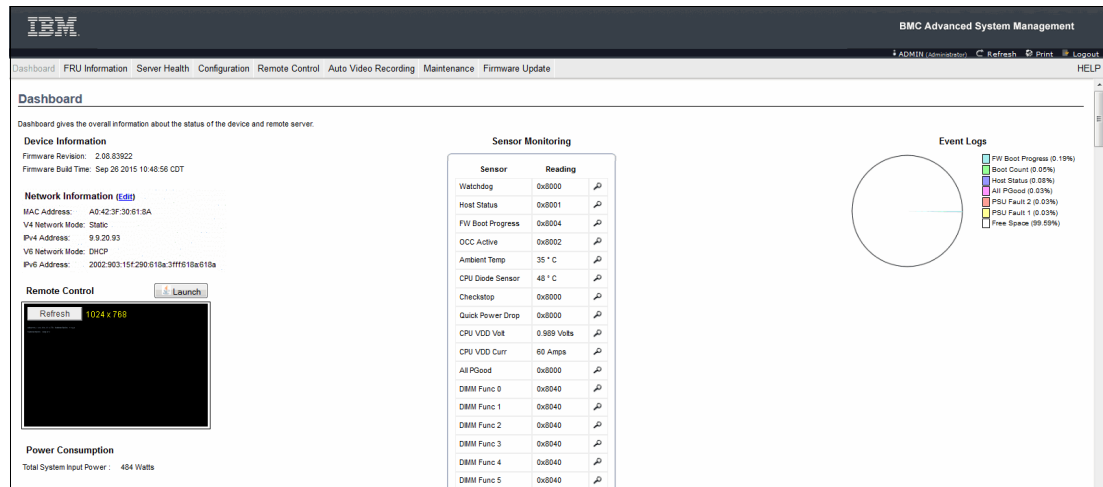 IBM
BMC Advanced System Management
ADMIN (Administrator) Refresh Print Logout
Dashboard FRU Information Server Health Configuration Remote Control Auto Video Recording Maintenance Firmware Update HELP
Dashboard
Dashboard gives the overall information about the status of the device and remote server.
Device Information
Firmware Revision: 2.08.83922
Firmware Build Time: Sep 26 2015 10:48:56 CDT
Network Information (Edit)
MAC Address: A0:42:3F:30:61:8A
V4 Network Mode: Static
IPv4 Address: 9.9.20.93
V6 Network Mode: DHCP
IPv6 Address: 2002:903:15f:290:618a:3fff:618a:618a
Remote Control Launch
Refresh 1024 x 768
Power Consumption
Total System Input Power : 484 Watts
Sensor Monitoring
Sensor Reading
Watchdog 0x8000
Host Status 0x8001
FW Boot Progress 0x8004
OCC Active 0x8002
Ambient Temp 35 ° C
CPU Diode Sensor 48 ° C
Checkstop 0x8000
Quick Power Drop 0x8000
CPU VDD Volt 0.989 Volts
CPU VDD Curr 60 Amps
All PGood 0x8000
DIMM Func 0 0x8040
DIMM Func 1 0x8040
DIMM Func 2 0x8040
DIMM Func 3 0x8040
DIMM Func 4 0x8040
DIMM Func 5 0x8040
Event Logs
FW Boot Progress (0.19%)
Boot Count (0.05%)
Host Status (0.08%)
All PGood (0.03%)
PSU Fault 2 (0.03%)
PSU Fault 1 (0.03%)
Free Space (99.59%)